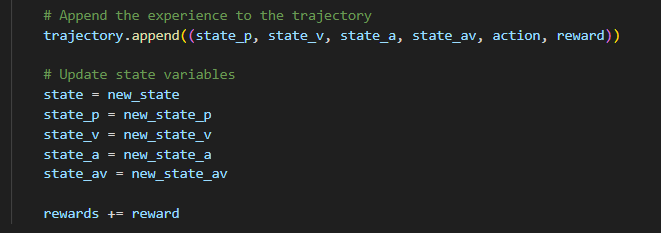 # Append the experience to the trajectory
trajectory.append((state_p, state_v, state_a, state_av, action, reward))
# Update state variables
state = new_state
state_p = new_state_p
state_v = new_state_v
state_a = new_state_a
state_av = new_state_av
rewards += reward